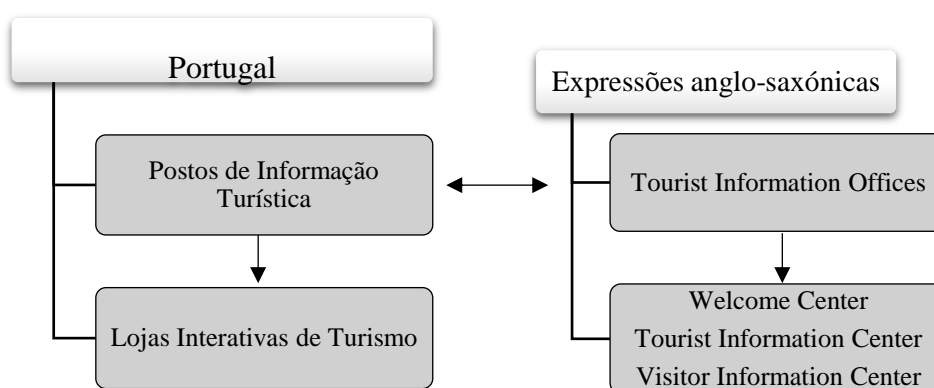 Portugal
Postos de Informação
Turística
Lojas Interativas de Turismo
Expressões anglo-saxónicas
Tourist Information Offices
Welcome Center
Tourist Information Center
Visitor Information Center